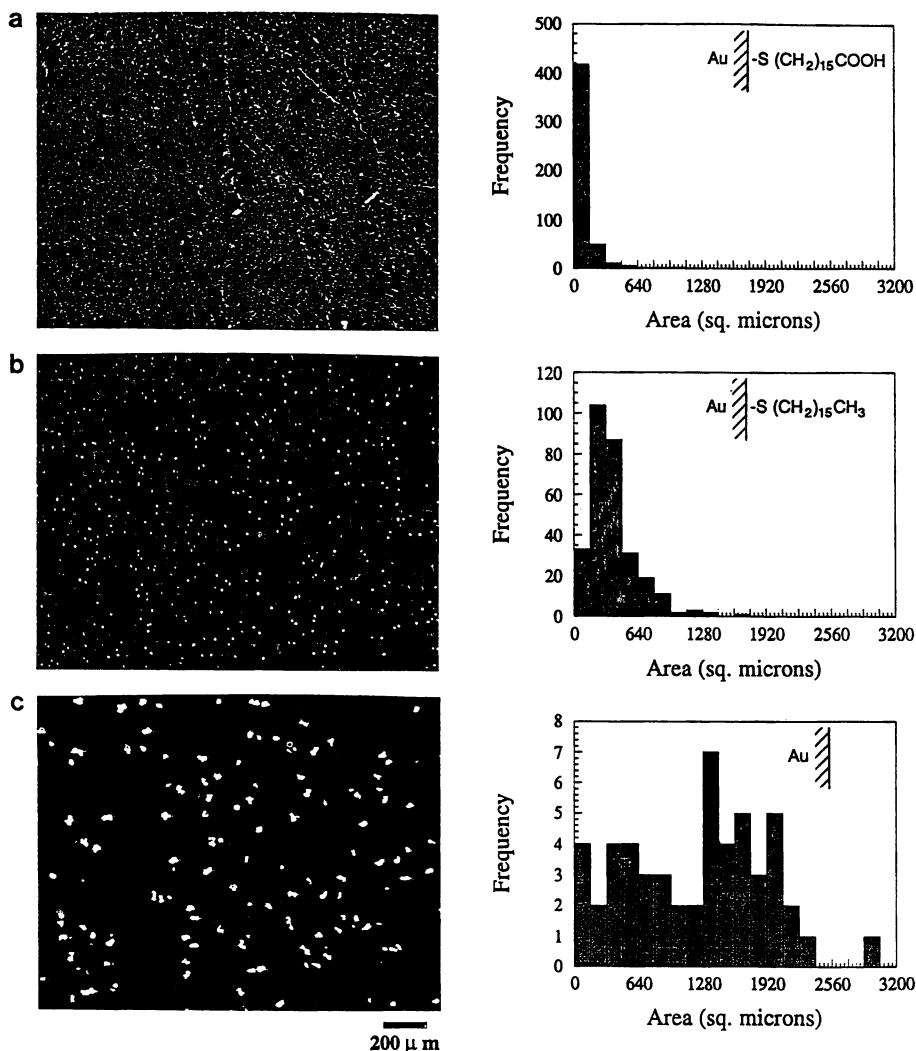 a
500
400
300
200
100
0
Frequency
Au -S (CH2)15COOH
0 640 1280 1920 2560 3200
Area (sq. microns)
b
120
100
80
60
40
20
0
Frequency
Au -S (CH2)15CH3
0 640 1280 1920 2560 3200
Area (sq. microns)
c
8
7
6
5
4
3
2
1
0
Frequency
Au
0 640 1280 1920 2560 3200
Area (sq. microns)
200 μ m